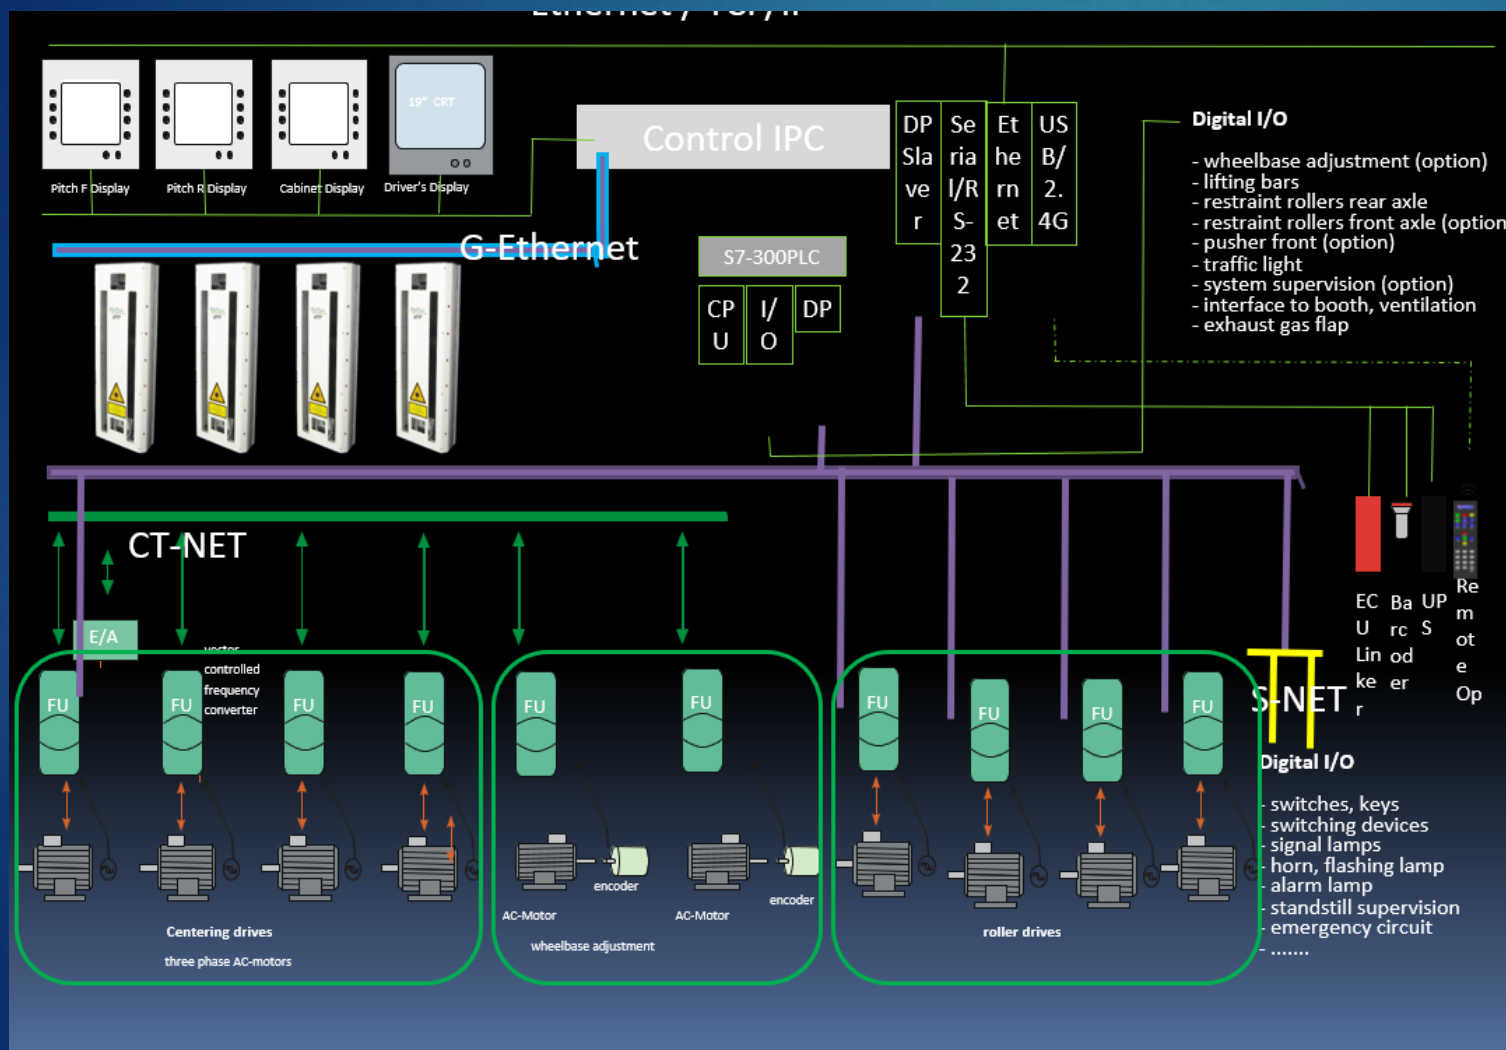 Ethernet / TCP/IP
19" CRT
Pitch F Display
Pitch R Display
Cabinet Display
Driver's Display
Control IPC
DP
Sla
ve
r
Se
ria
l/R
S-
23
2
Et
he
rn
et
US
B/
2.
4G
Digital I/O
- wheelbase adjustment (option)
- lifting bars
- restraint rollers rear axle
- restraint rollers front axle (option
- pusher front (option)
- traffic light
- system supervision (option)
- interface to booth, ventilation
- exhaust gas flap
G-Ethernet
S7-300PLC
CP
U
I/
O
DP
CT-NET
E/A
vector
controlled
frequency
converter
FU
FU
FU
FU
FU
FU
FU
FU
FU
FU
EC
U
Lin
ke
r
Ba
rc
od
er
UP
S
Re
m
ot
e
Op
S-NET
Digital I/O
- switches, keys
- switching devices
- signal lamps
- horn, flashing lamp
- alarm lamp
- standstill supervision
- emergency circuit
- .......
encoder
encoder
AC-Motor
AC-Motor
wheelbase adjustment
Centering drives
three phase AC-motors
roller drives